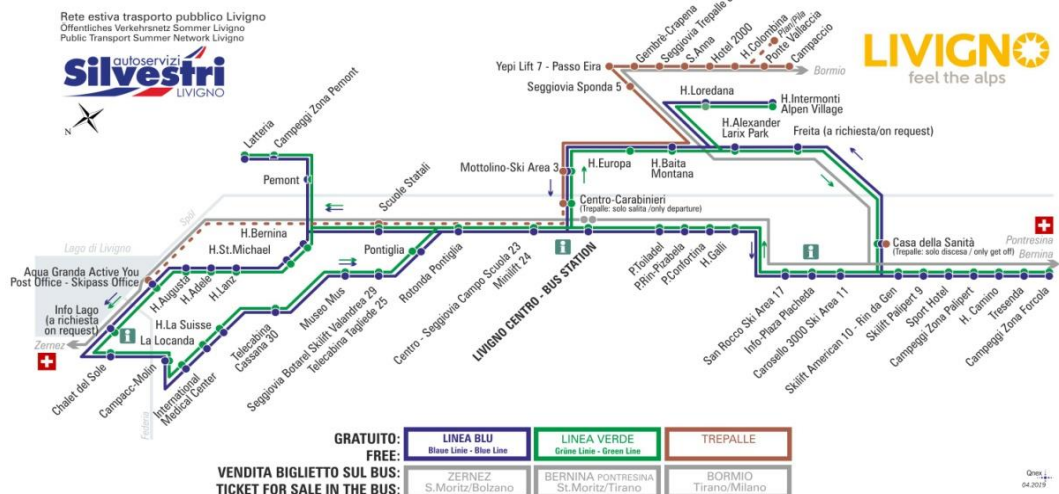 Rete estiva trasporto pubblico Livigno
Öffentliches Verkehrsnetz Sommer Livigno
Public Transport Summer Network Livigno
autoservizi
Silvestri
LIVIGNO
N
LIVIGNO
feel the alps
Yepi Lift 7 - Passo Eira
Gembrè-Crapena
Seggiovia Trepalle
S.Anna
Hotel 2000
H.Colombina
Plan/Pila
Ponte Vallaccia
Campaccio
Bormio
Seggiovia Sponda 5
H.Loredana
H.Intermonti
Alpen Village
H.Alexander
Larix Park
Freita (a richiesta/on request)
Latteria
Campeggi Zona Pemont
Pemont
Scuole Statali
Mottolino-Ski Area 3
H.Europa
H.Baita
Montana
Centro-Carabinieri
(Trepalle: solo salita /only departure)
Spöl
Lago di Livigno
H.Bernina
H.St.Michael
Pontiglia
Casa della Sanità
(Trepalle: solo discesa / only get off)
Pontresina
Bernina
Aqua Granda Active You
Post Office - Skipass Office
H.Augusta
H.Adele
H.Lanz
Rotonda Pontiglia
Centro - Seggiovia Campo Scuola 23
Minilift 24
LIVIGNO CENTRO - BUS STATION
P.Toiladel
P.Rin-Pizabela
P.Confortina
H.Galli
Info Lago
(a richiesta
on request)
Zernez
H.La Suisse
La Locanda
Telecabina
Cassana 30
Museo Mus
Seggiovia Botarel Skilift Valandrea 29
Telecabina Tagliede 25
San Rocco Ski Area 17
Info-Plaza Placheda
Carosello 3000 Ski Area 11
Skilift American 10 - Rin da Gen
Skilift Palipert 9
Sport Hotel
Campeggi Zona Palipert
H. Camino
Tresenda
Campeggi Zona Forcola
Chalet del Sole
Campacc-Molin
International
Medical Center
Federia
GRATUITO:
FREE:
LINEA BLU
Blaue Linie - Blue Line
LINEA VERDE
Grüne Linie - Green Line
TREPALLE
VENDITA BIGLIETTO SUL BUS:
TICKET FOR SALE IN THE BUS:
ZERNEZ
S.Moritz/Bolzano
BERNINA PONTRESINA
St.Moritz/Tirano
BORMIO
Tirano/Milano
Qnex
04.2019